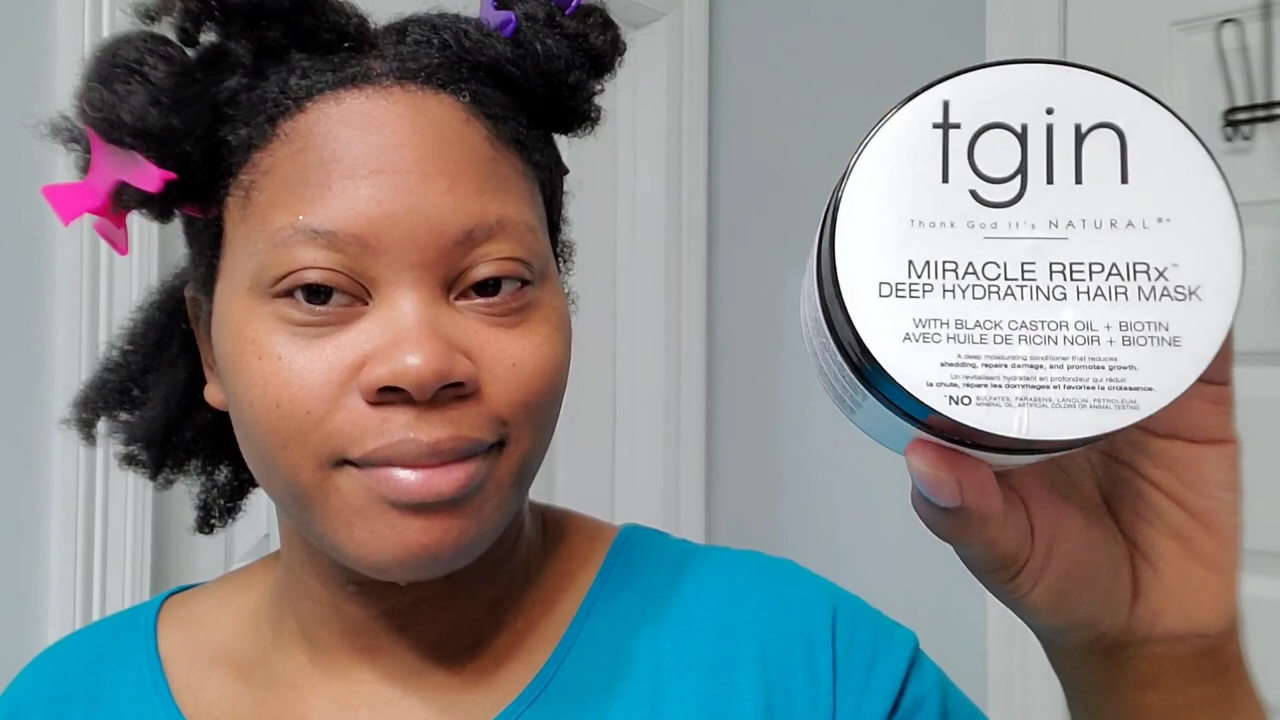 tgin
Thank God It's NATURAL®*
MIRACLE REPAIRx™
DEEP HYDRATING HAIR MASK
WITH BLACK CASTOR OIL + BIOTIN
AVEC HUILE DE RICIN NOIR + BIOTINE
A deep moisturizing conditioner that reduces
shedding, repairs damage, and promotes growth.
Un revitalisant hydratant en profondeur qui réduit
la chute, répare les dommages et favorise la croissance.
*NO SULFATES, PARABENS, LANOLIN, PETROLEUM,
MINERAL OIL, ARTIFICIAL COLORS OR ANIMAL TESTING